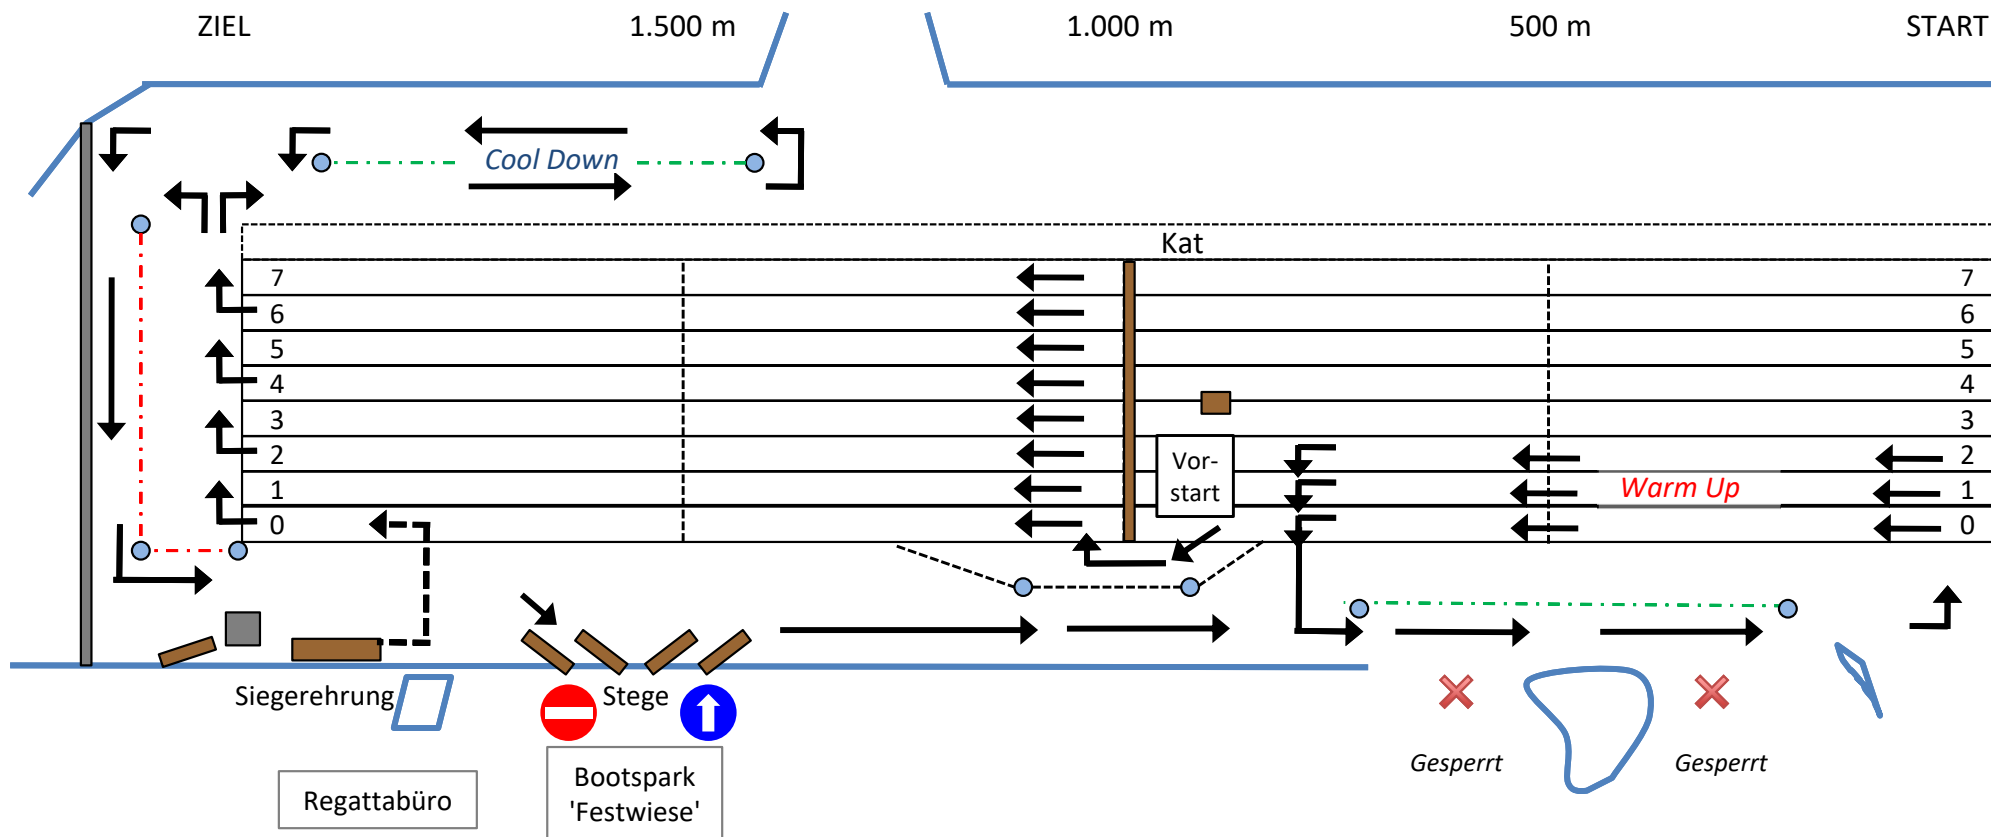 ZIEL 1.500 m 1.000 m 500 m START
Cool Down
Kat
7 7
6 6
5 5
4 4
3 3
2 2
1 1
0 0
Vor-
start
Warm Up
Siegerehrung
Stege
Gesperrt Gesperrt
Regattabüro
Bootspark
'Festwiese'